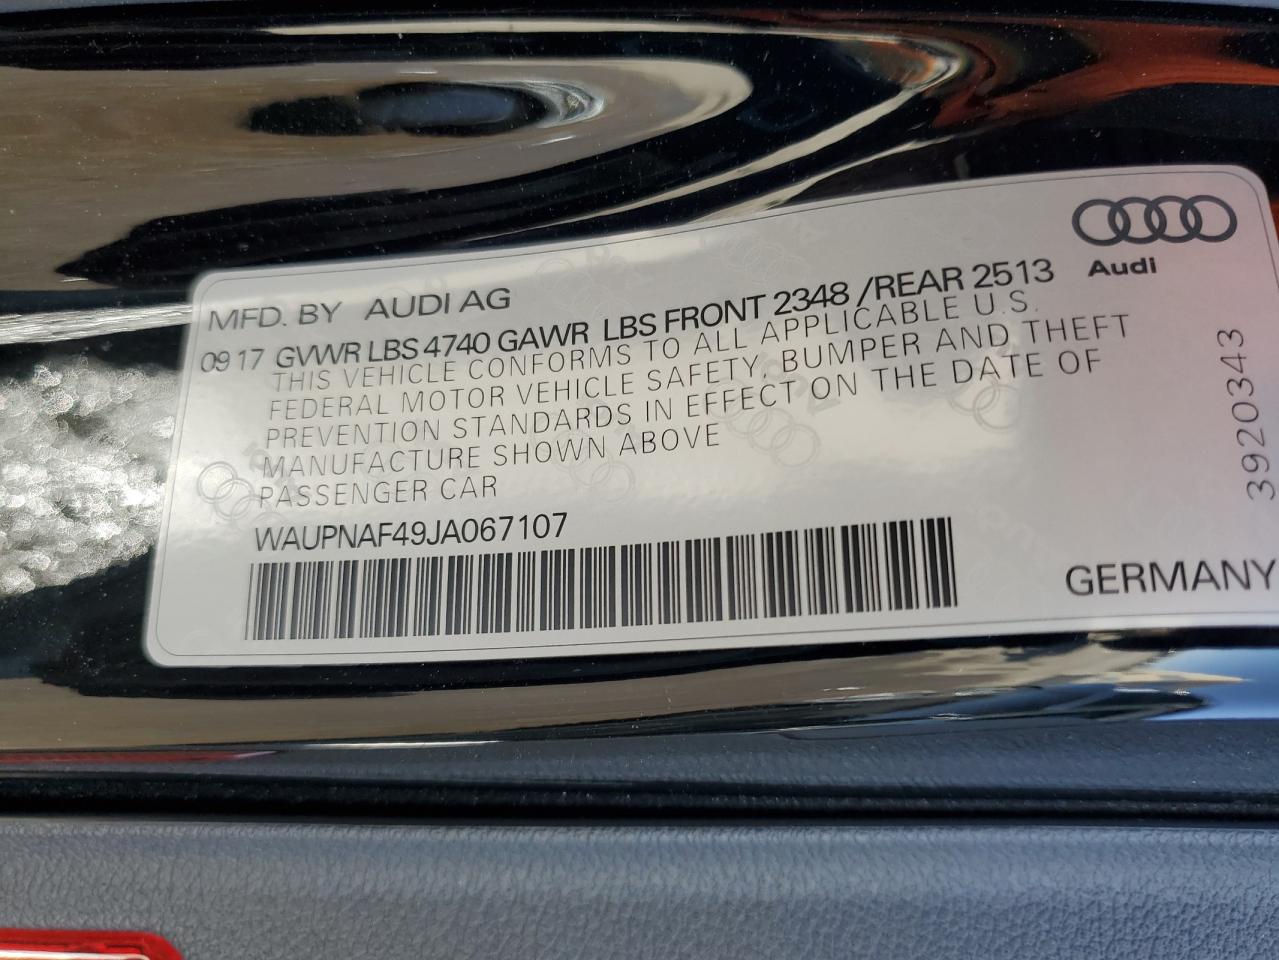 Audi
MFD. BY AUDI AG
09 17 GVWR LBS 4740 GAWR LBS FRONT 2348 /REAR 2513
THIS VEHICLE CONFORMS TO ALL APPLICABLE U.S.
FEDERAL MOTOR VEHICLE SAFETY, BUMPER AND THEFT
PREVENTION STANDARDS IN EFFECT ON THE DATE OF
MANUFACTURE SHOWN ABOVE
PASSENGER CAR
WAUPNAF49JA067107
GERMANY
3920343